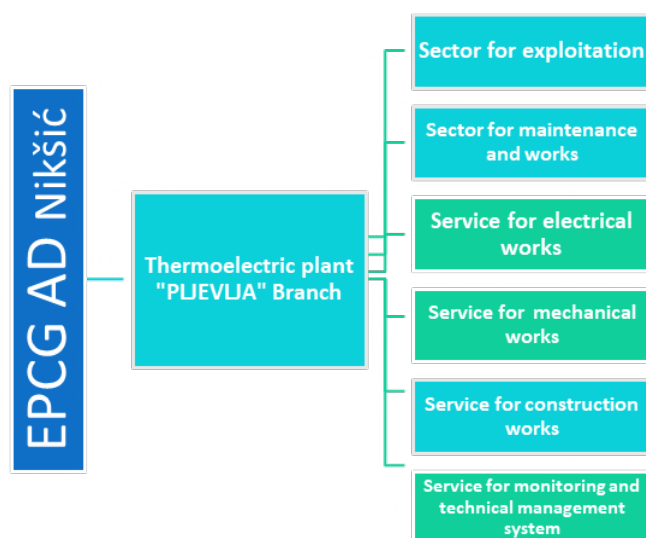 EPCG AD Nikšić
Thermoelectric plant
"PLJEVLJA" Branch
Sector for exploitation
Sector for maintenance
and works
Service for electrical
works
Service for mechanical
works
Service for construction
works
Service for monitoring and
technical management
system